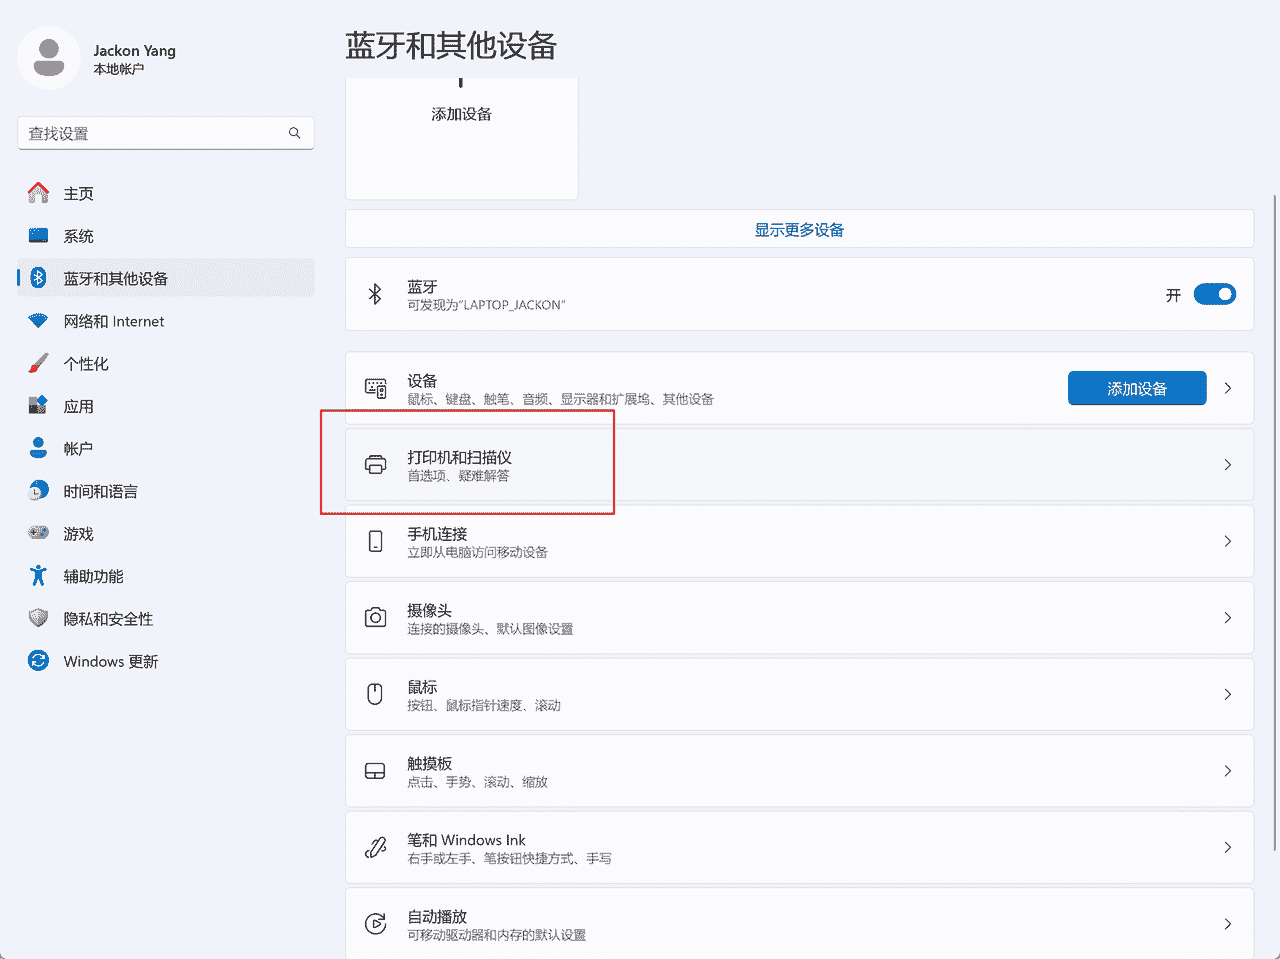 Jackon Yang
本地帐户
查找设置
主页
系统
蓝牙和其他设备
网络和 Internet
个性化
应用
帐户
时间和语言
游戏
辅助功能
隐私和安全性
Windows 更新
蓝牙和其他设备
添加设备
显示更多设备
蓝牙
可发现为“LAPTOP_JACKON”
开
设备
鼠标、键盘、触笔、音频、显示器和扩展坞、其他设备
添加设备
打印机和扫描仪
首选项、疑难解答
手机连接
立即从电脑访问移动设备
摄像头
连接的摄像头、默认图像设置
鼠标
按钮、鼠标指针速度、滚动
触摸板
点击、手势、滚动、缩放
笔和 Windows Ink
右手或左手、笔按钮快捷方式、手写
自动播放
可移动驱动器和内存的默认设置